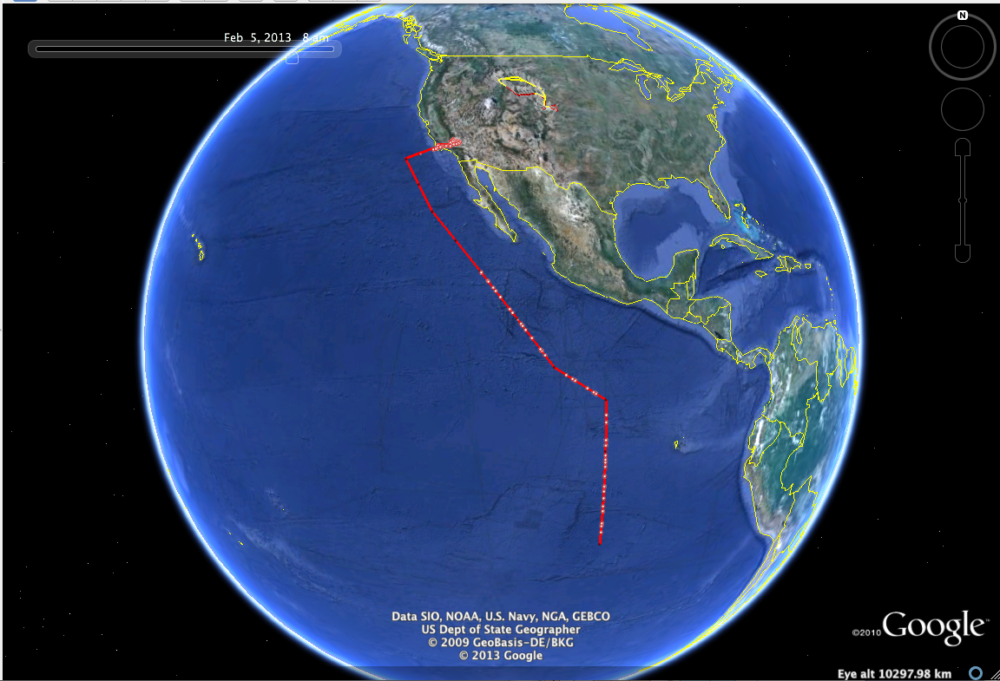 Feb 5, 2013 8 am
N
Data SIO, NOAA, U.S. Navy, NGA, GEBCO
US Dept of State Geographer
© 2009 GeoBasis-DE/BKG
© 2013 Google
©2010 Google™
Eye alt 10297.98 km